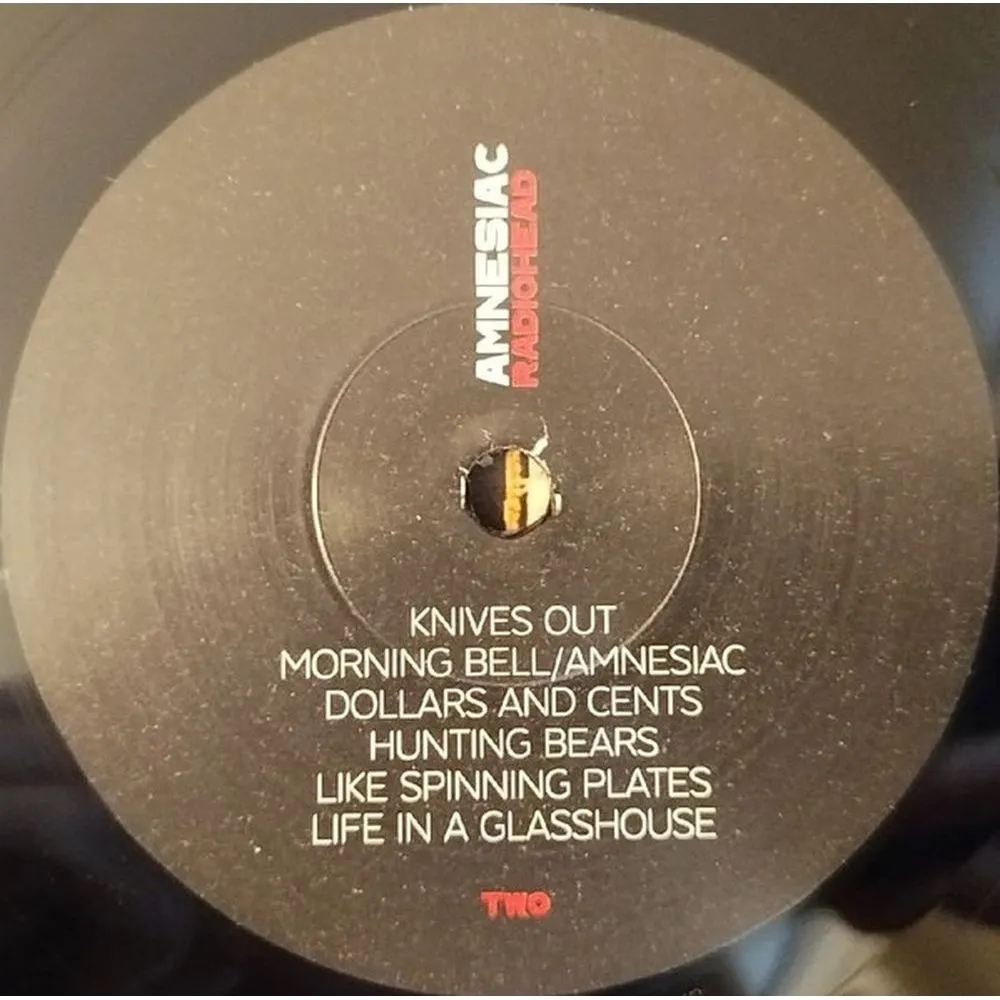 AMNESIAC
RADIOHEAD
KNIVES OUT
MORNING BELL/AMNESIAC
DOLLARS AND CENTS
HUNTING BEARS
LIKE SPINNING PLATES
LIFE IN A GLASSHOUSE
TWO